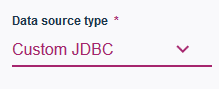 Data source type *
Custom JDBC